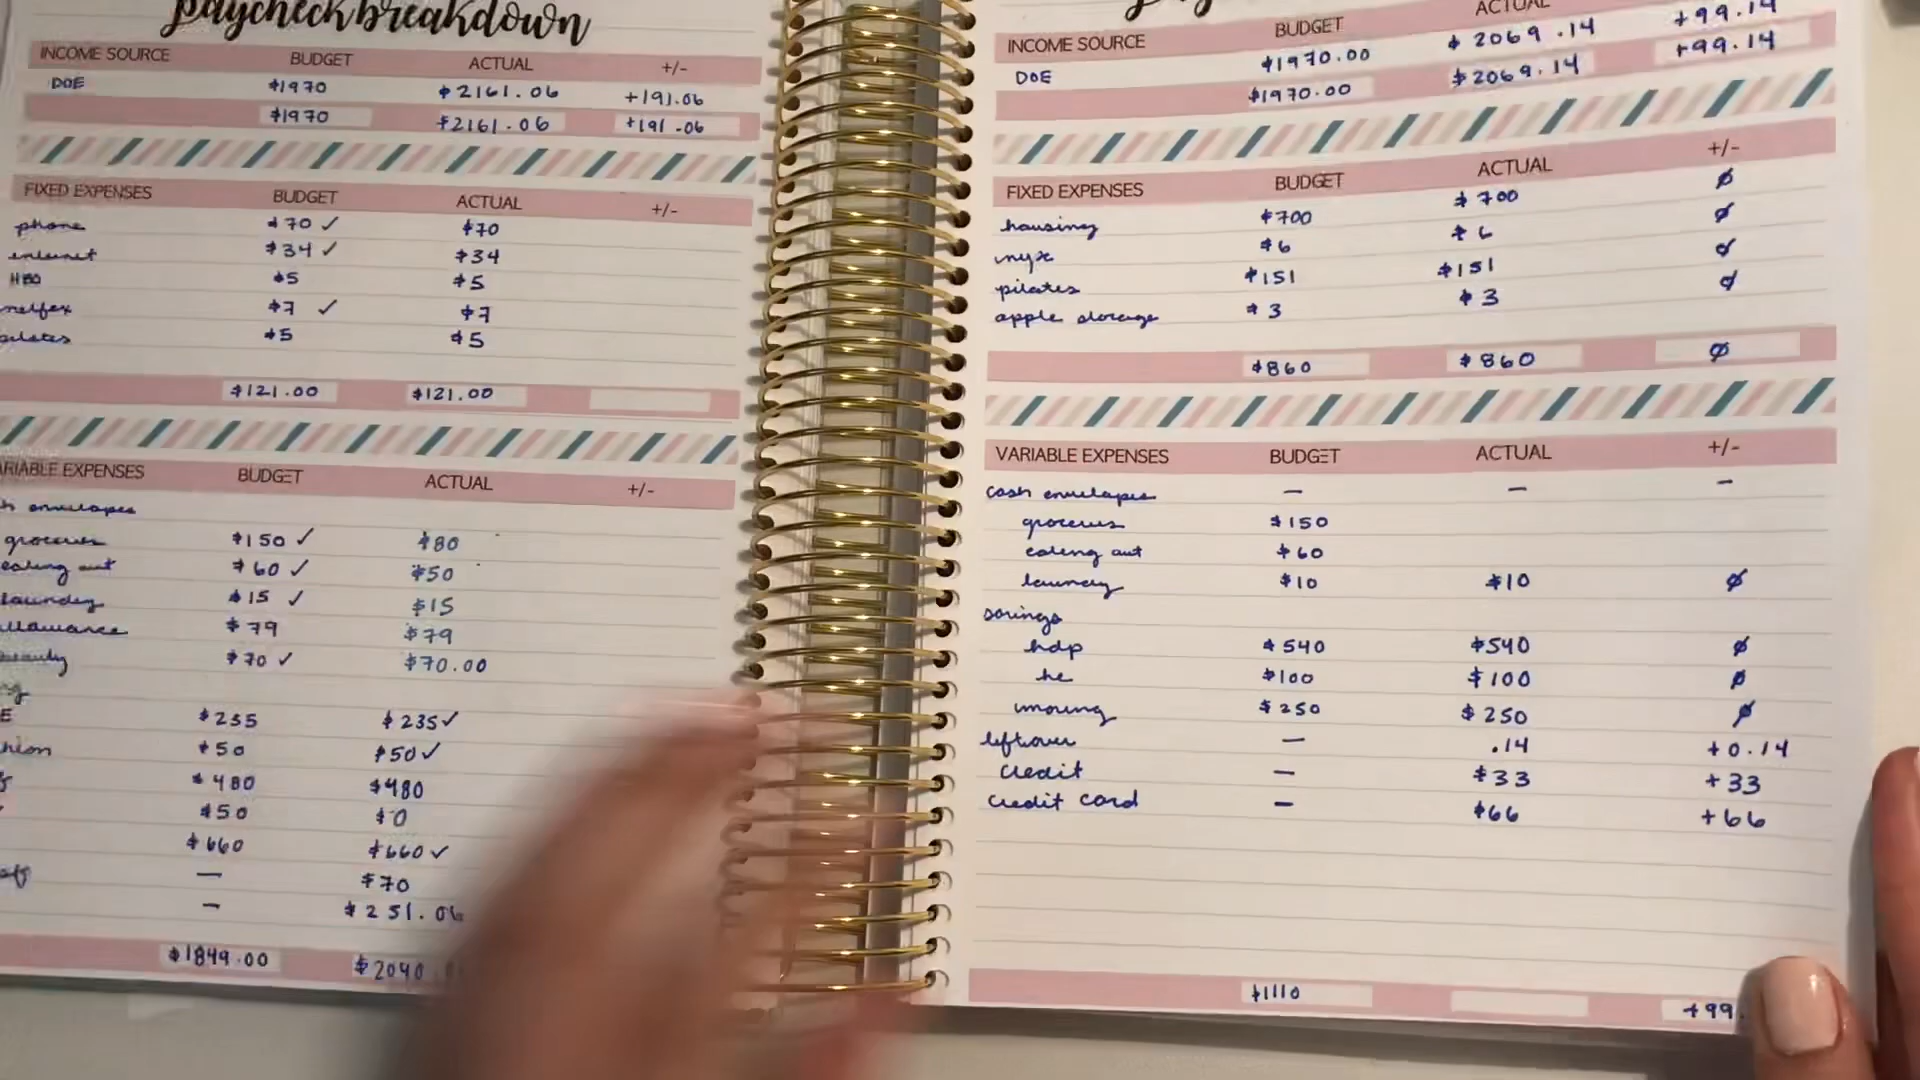 paycheck breakdown
INCOME SOURCE BUDGET ACTUAL +/-
DOE $1970 $2161.06 +191.06
$1970 $2161.06 +191.06
FIXED EXPENSES BUDGET ACTUAL +/-
phone $70 ✓ $70
internet $34 ✓ $34
HBO $5 $5
netflex $7 ✓ $7
pilates $5 $5
$121.00 $121.00
VARIABLE EXPENSES BUDGET ACTUAL +/-
envelopes
groceries $150 ✓ $80
eating out $60 ✓ $50
laundry $15 ✓ $15
allowance $79 $79
beauty $70 ✓ $70.00
$235 $235 ✓
$50 $50 ✓
$480 $480
$50 $0
$660 $660 ✓
— $70
— $251.06
$1849.00 $2040
ACTUAL +99.14
INCOME SOURCE BUDGET $2069.14 +99.14
DOE $1970.00 $2069.14
$1970.00
FIXED EXPENSES BUDGET ACTUAL +/-
housing $700 $700 ∅
nyx $6 $6 ∅
pilates $151 $151 ∅
apple storage $3 $3 ∅
$860 $860 ∅
VARIABLE EXPENSES BUDGET ACTUAL +/-
cash envelopes — — —
groceries $150
eating out $60
laundry $10 $10 ∅
savings
hdp $540 $540 ∅
he $100 $100 ∅
moving $250 $250 ∅
leftover — .14 +0.14
credit — $33 +33
credit card — $66 +66
$1110 +99.